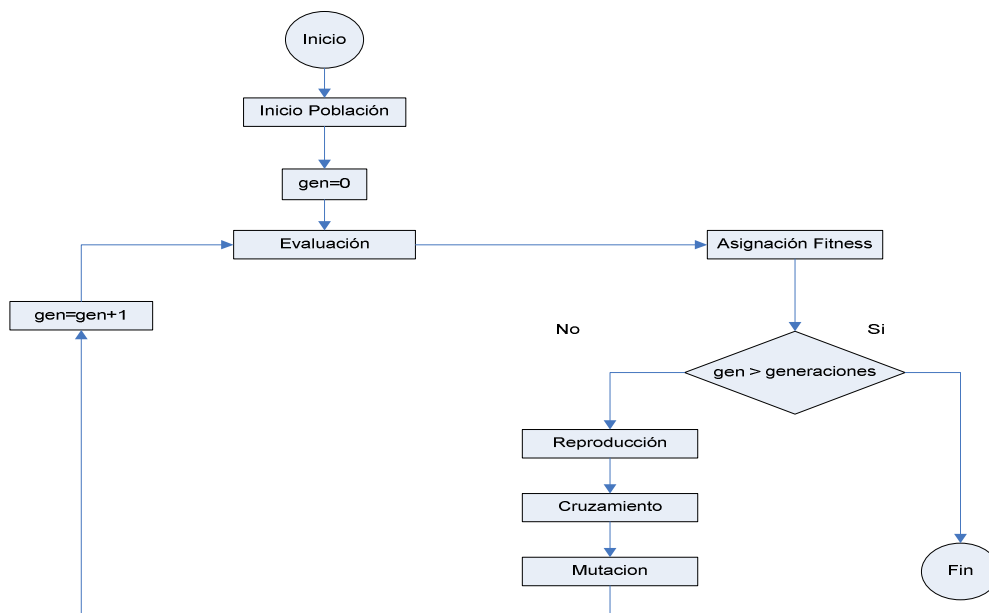 Inicio
Inicio Población
gen=0
Evaluación
Asignación Fitness
gen=gen+1
No
Si
gen > generaciones
Reproducción
Cruzamiento
Mutacion
Fin